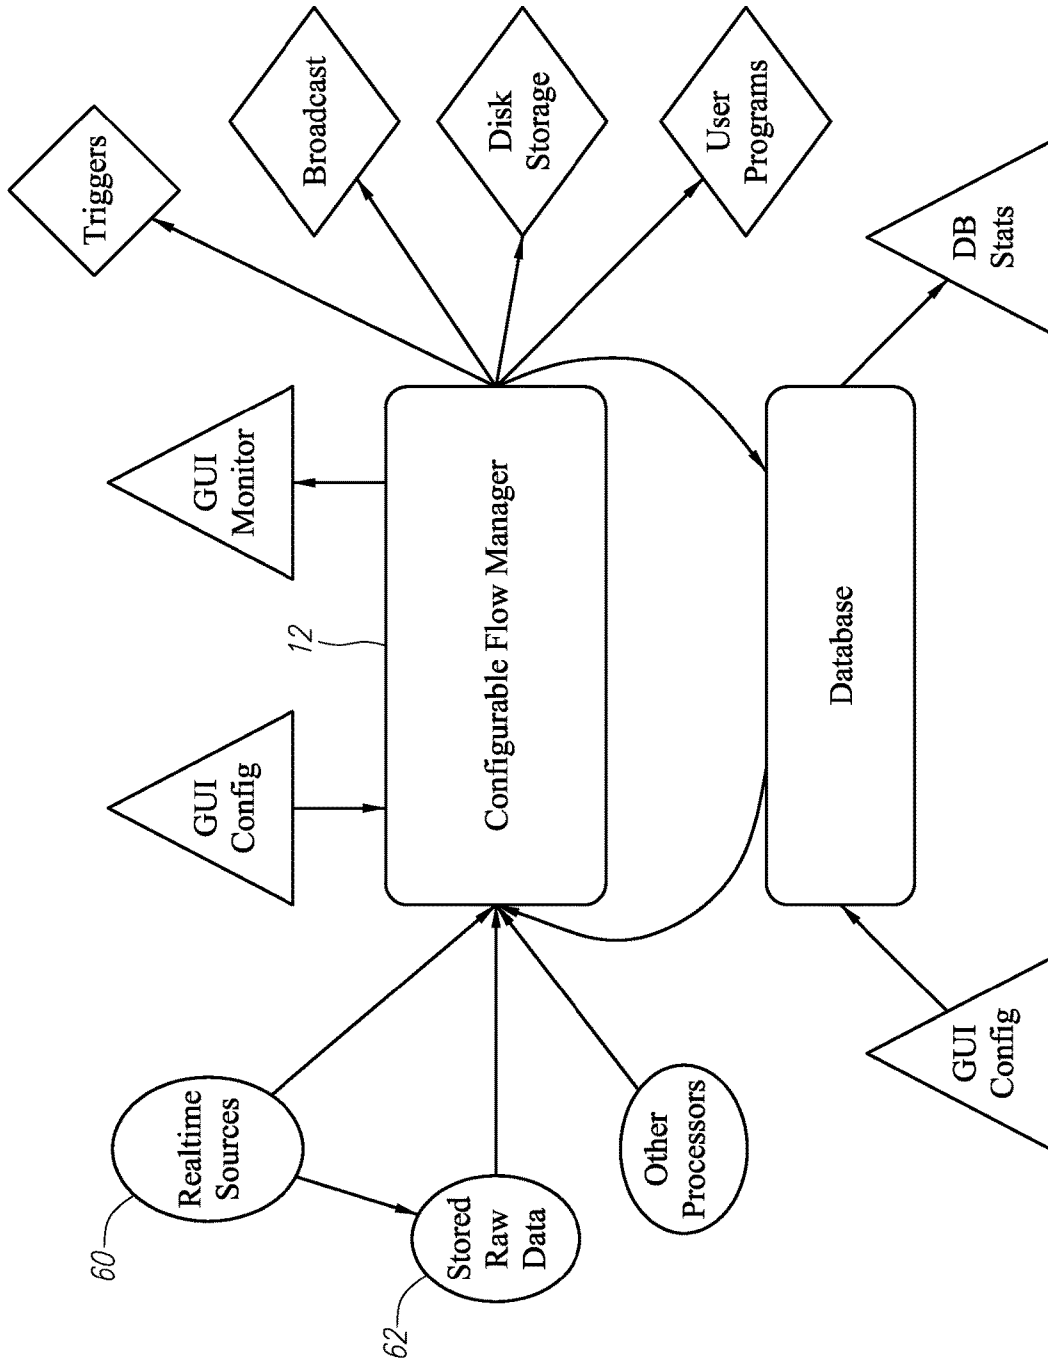 60
Realtime
Sources
62
Stored
Raw
Data
Other
Processors
GUI
Config
12
GUI
Monitor
Configurable Flow Manager
Triggers
Broadcast
Disk
Storage
User
Programs
GUI
Config
Database
DB
Stats